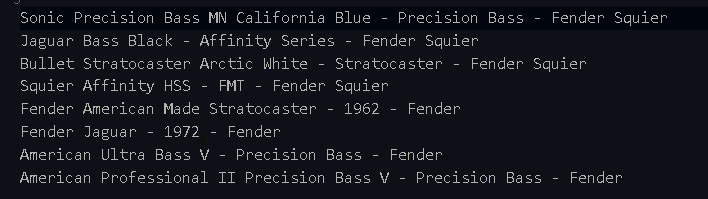 Sonic Precision Bass MN California Blue - Precision Bass - Fender Squier
Jaguar Bass Black - Affinity Series - Fender Squier
Bullet Stratocaster Arctic White - Stratocaster - Fender Squier
Squier Affinity HSS - FMT - Fender Squier
Fender American Made Stratocaster - 1962 - Fender
Fender Jaguar - 1972 - Fender
American Ultra Bass V - Precision Bass - Fender
American Professional II Precision Bass V - Precision Bass - Fender